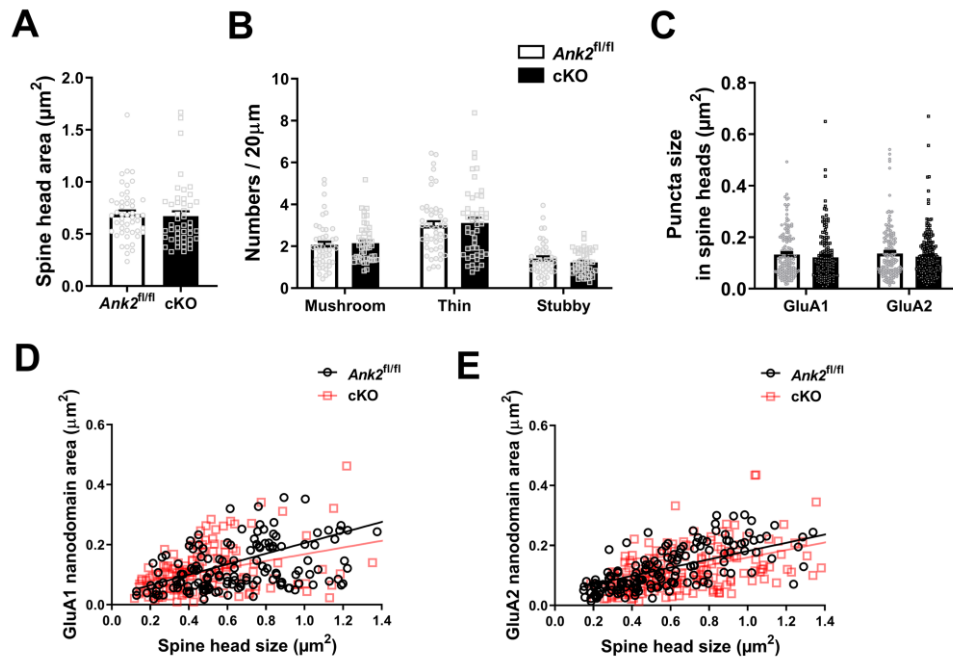 A
Spine head area (μm²)
2.0
1.5
1.0
0.5
0.0
Ank2fl/fl cKO
B
Ank2fl/fl
cKO
Numbers / 20μm
10
8
6
4
2
0
Mushroom Thin Stubby
C
Puncta size
in spine heads (μm²)
0.8
0.6
0.4
0.2
0.0
GluA1 GluA2
D
Ank2fl/fl
cKO
GluA1 nanodomain area (μm²)
0.6
0.4
0.2
0.0
0.0 0.2 0.4 0.6 0.8 1.0 1.2 1.4
Spine head size (μm²)
E
Ank2fl/fl
cKO
GluA2 nanodomain area (μm²)
0.6
0.4
0.2
0.0
0.0 0.2 0.4 0.6 0.8 1.0 1.2 1.4
Spine head size (μm²)